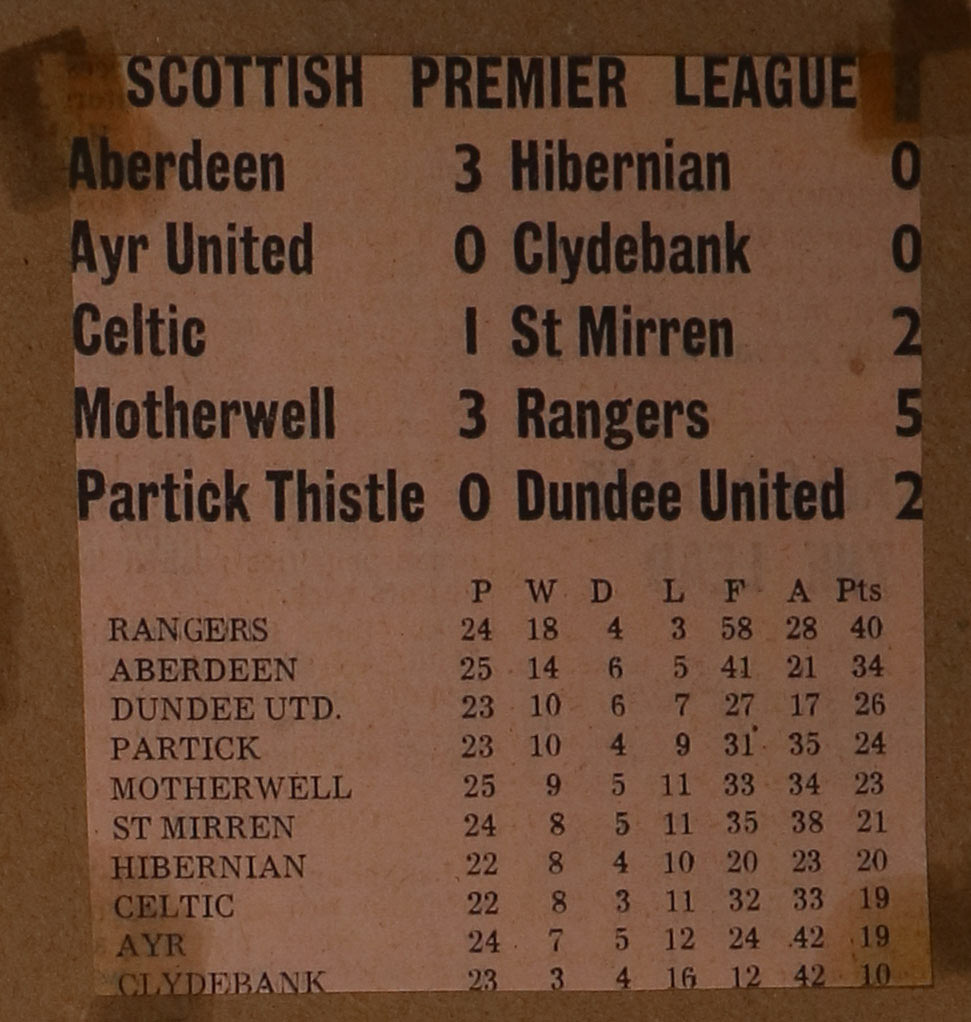 SCOTTISH PREMIER LEAGUE
Aberdeen 3 Hibernian 0
Ayr United 0 Clydebank 0
Celtic 1 St Mirren 2
Motherwell 3 Rangers 5
Partick Thistle 0 Dundee United 2
P W D L F A Pts
RANGERS 24 18 4 3 58 28 40
ABERDEEN 25 14 6 5 41 21 34
DUNDEE UTD. 23 10 6 7 27 17 26
PARTICK 23 10 4 9 31 35 24
MOTHERWELL 25 9 5 11 33 34 23
ST MIRREN 24 8 5 11 35 38 21
HIBERNIAN 22 8 4 10 20 23 20
CELTIC 22 8 3 11 32 33 19
AYR 24 7 5 12 24 42 19
CLYDEBANK 23 3 4 16 12 42 10